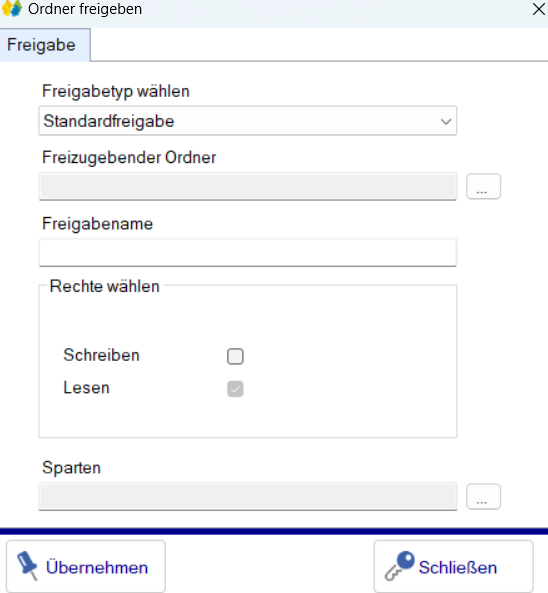 Ordner freigeben
Freigabe
Freigabetyp wählen
Standardfreigabe
Freizugebender Ordner
...
Freigabename
Rechte wählen
Schreiben
Lesen
Sparten
...
Übernehmen
Schließen